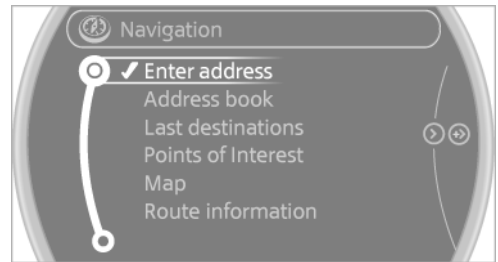 Navigation
Enter address
Address book
Last destinations
Points of Interest
Map
Route information